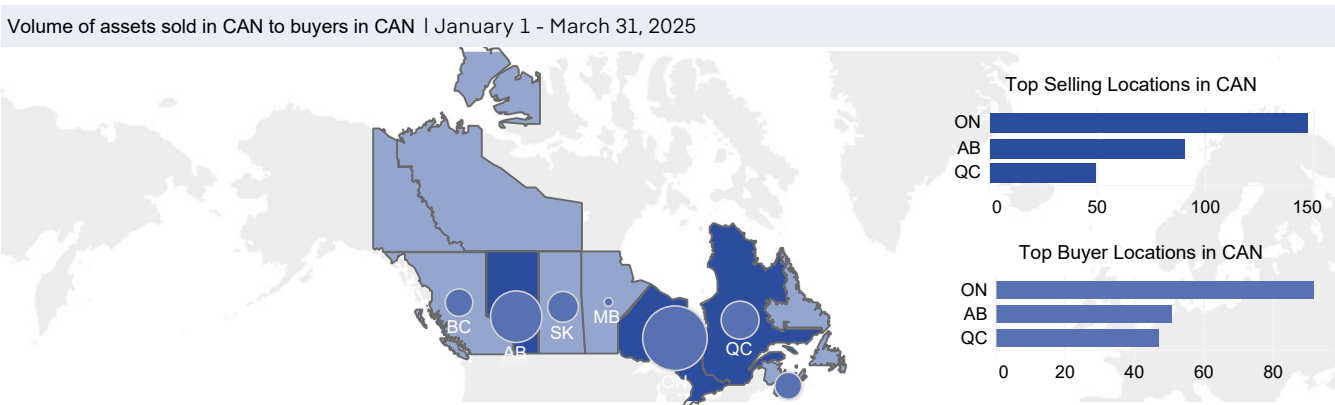 Volume of assets sold in CAN to buyers in CAN | January 1 - March 31, 2025
Top Selling Locations in CAN
ON
AB
QC
0 50 100 150
Top Buyer Locations in CAN
ON
AB
QC
0 20 40 60 80
BC
AB
SK
MB
ON
QC